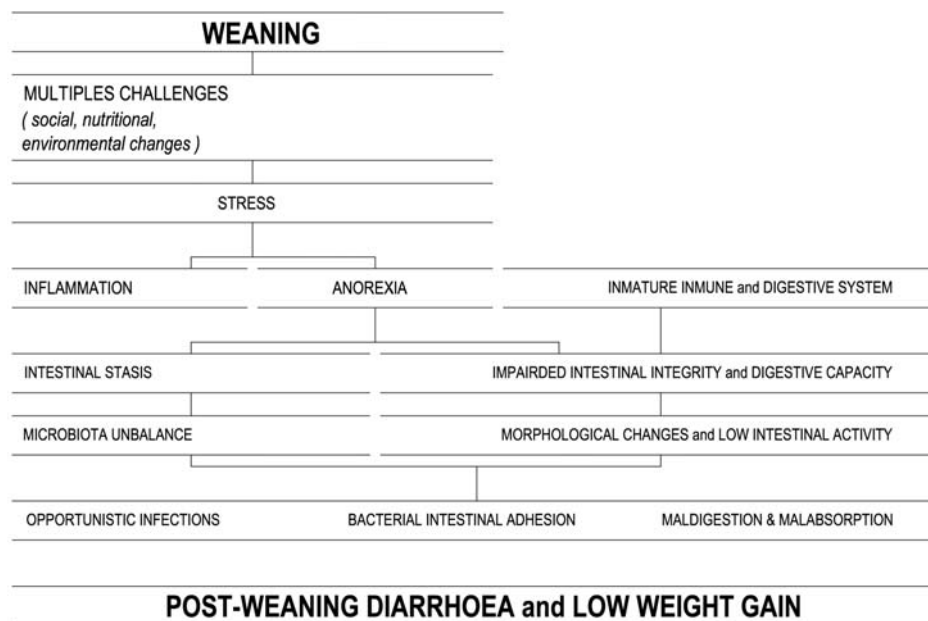 WEANING
MULTIPLES CHALLENGES
( social, nutritional,
environmental changes )
STRESS
INFLAMMATION
ANOREXIA
INMATURE INMUNE and DIGESTIVE SYSTEM
INTESTINAL STASIS
IMPAIRDED INTESTINAL INTEGRITY and DIGESTIVE CAPACITY
MICROBIOTA UNBALANCE
MORPHOLOGICAL CHANGES and LOW INTESTINAL ACTIVITY
OPPORTUNISTIC INFECTIONS
BACTERIAL INTESTINAL ADHESION
MALDIGESTION & MALABSORPTION
POST-WEANING DIARRHOEA and LOW WEIGHT GAIN